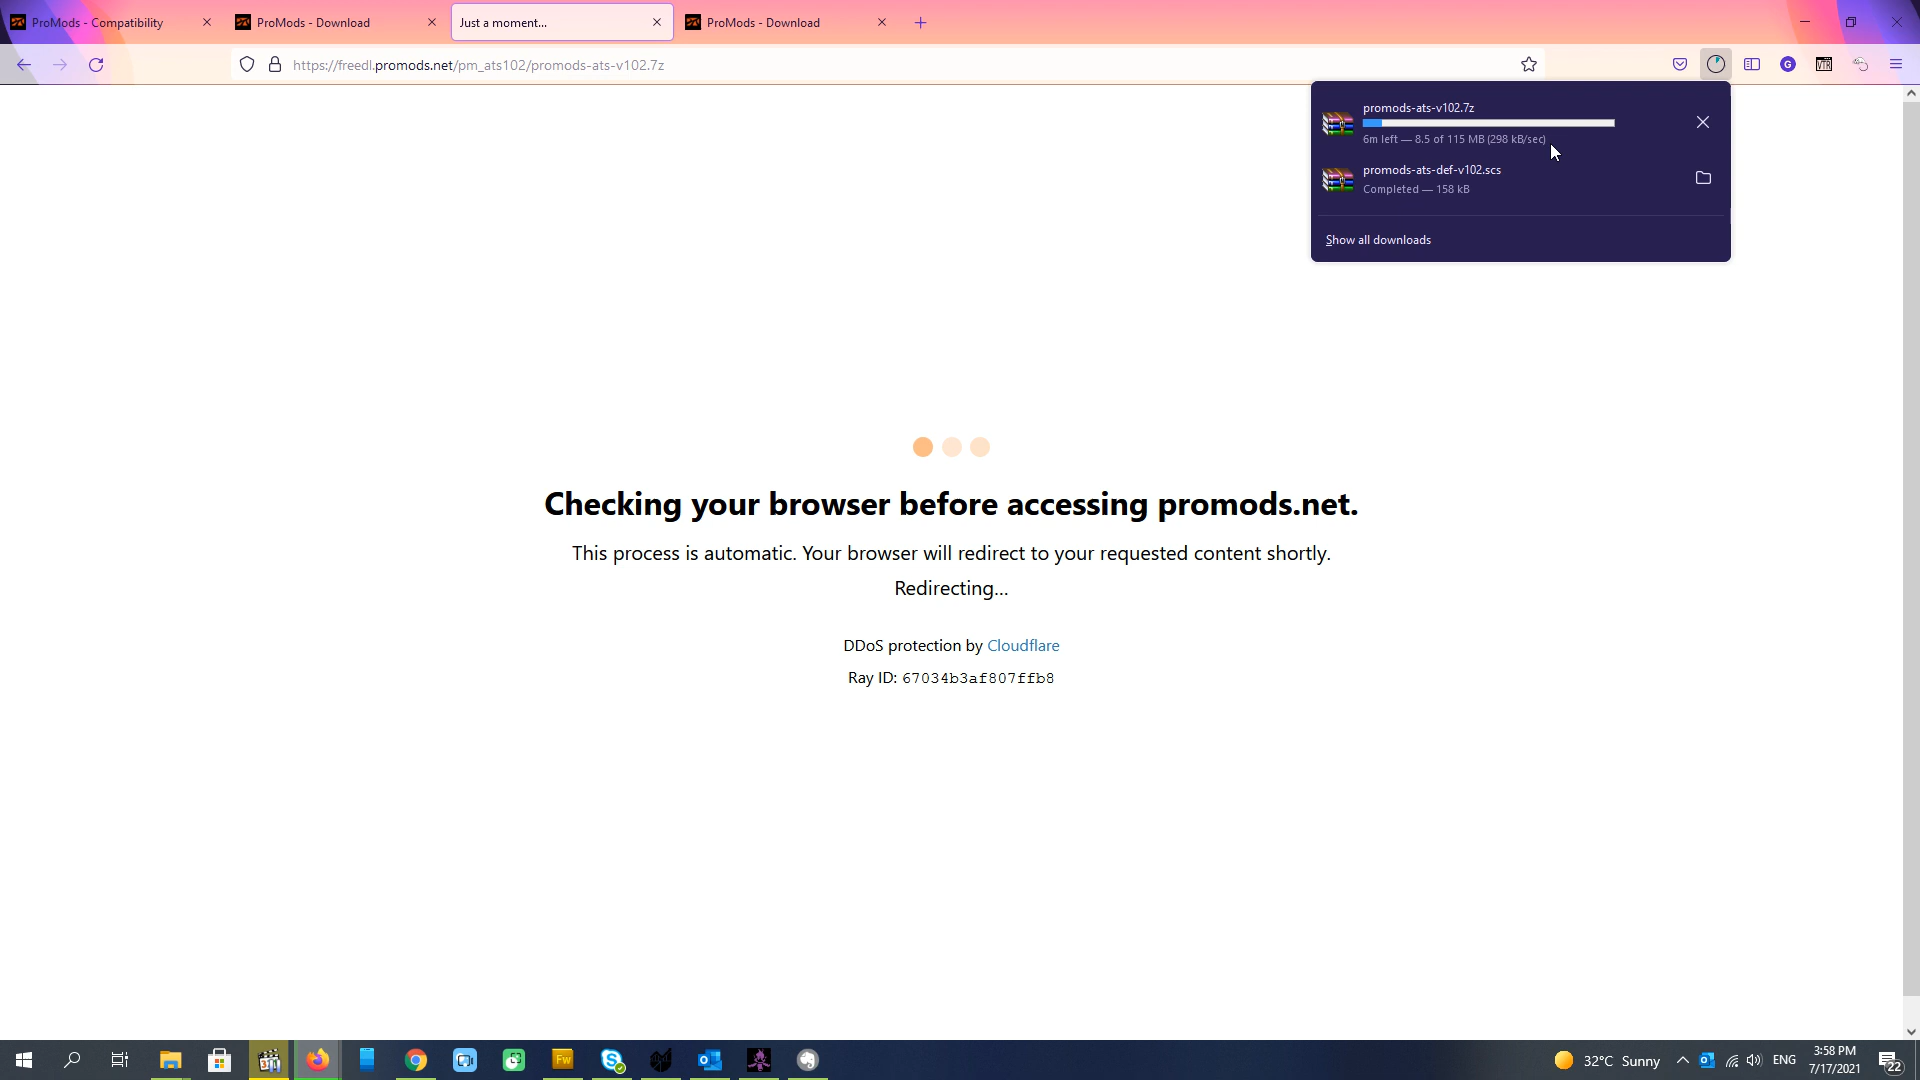 ProMods - Compatibility
ProMods - Download
Just a moment...
ProMods - Download
https://freedl.promods.net/pm_ats102/promods-ats-v102.7z
G
VTR
promods-ats-v102.7z
6m left — 8.5 of 115 MB (298 kB/sec)
promods-ats-def-v102.scs
Completed — 158 kB
Show all downloads
Checking your browser before accessing promods.net.
This process is automatic. Your browser will redirect to your requested content shortly.
Redirecting...
DDoS protection by Cloudflare
Ray ID: 67034b3af807ffb8
Fw
32°C Sunny
ENG
3:58 PM
7/17/2021
22